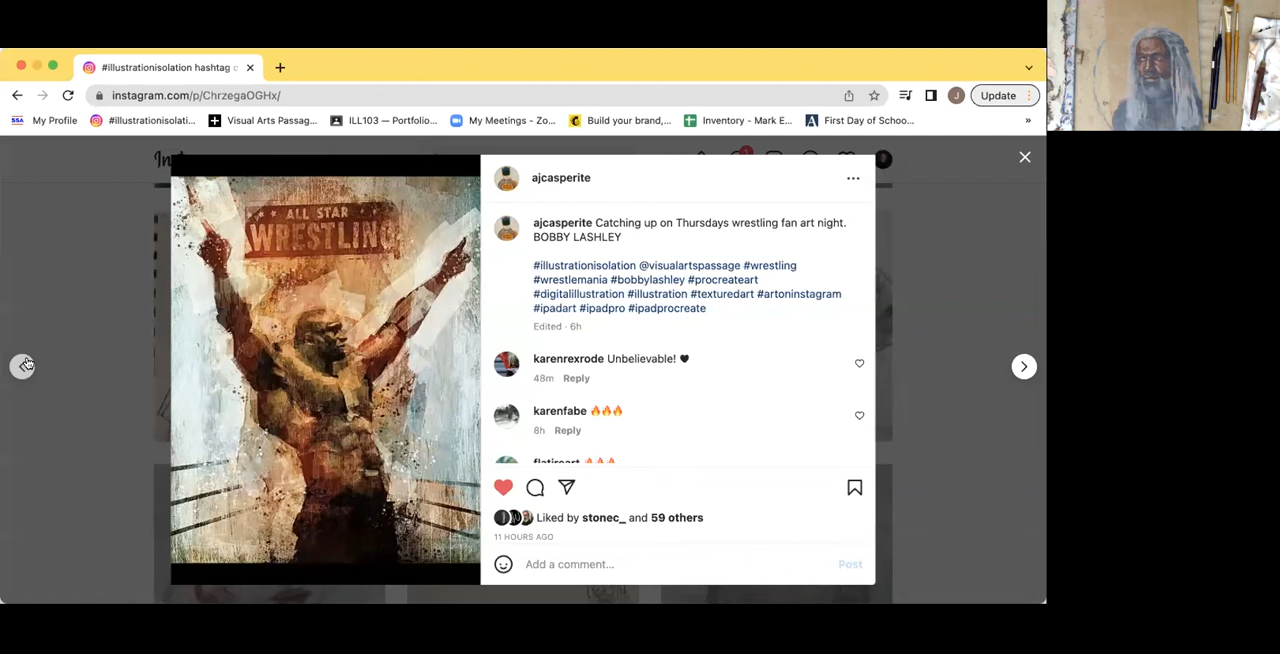 #illustrationisolation hashtag
instagram.com/p/ChrzegaOGHx/
Update
My Profile
#illustrationisolati...
Visual Arts Passag...
ILL103 — Portfolio...
My Meetings - Zo...
Build your brand,...
Inventory - Mark E...
First Day of Schoo...
»
ALL STAR
WRESTLING
ajcasperite
ajcasperite Catching up on Thursdays wrestling fan art night.
BOBBY LASHLEY
#illustrationisolation @visualartspassage #wrestling
#wrestlemania #bobbylashley #procreateart
#digitalillustration #illustration #texturedart #artoninstagram
#ipadart #ipadpro #ipadprocreate
Edited · 6h
karenrexrode Unbelievable! 🖤
48m Reply
karenfabe 🔥🔥🔥
8h Reply
flatireart 🔥🔥🔥
Liked by stonec_ and 59 others
11 HOURS AGO
Add a comment...
Post